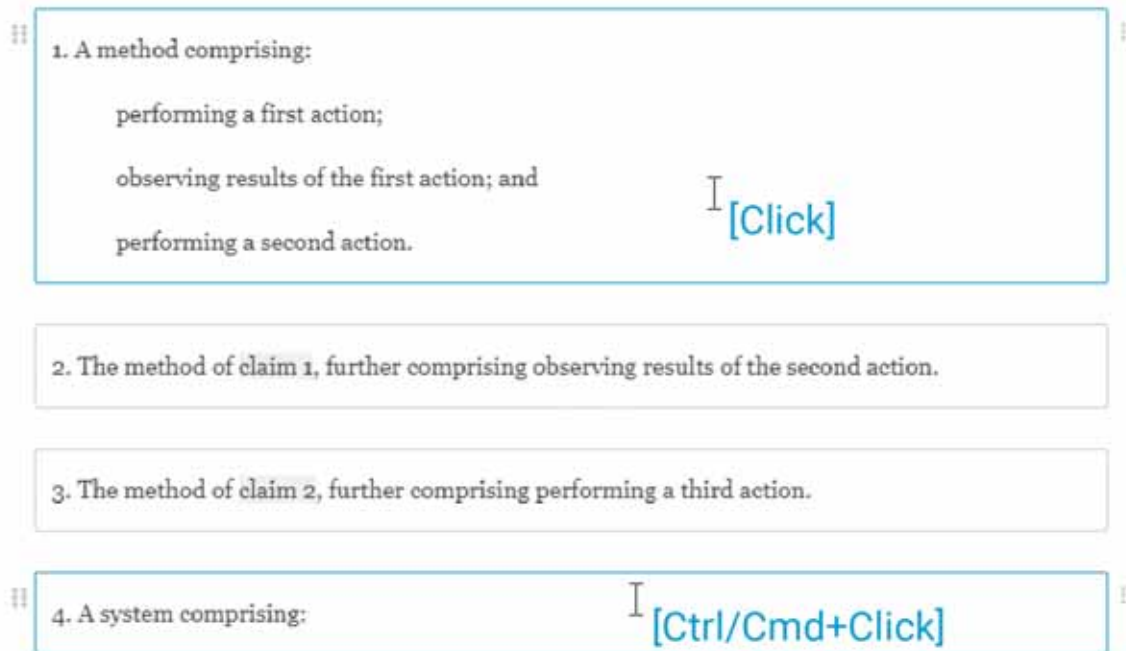 1. A method comprising:
performing a first action;
observing results of the first action; and
performing a second action.
[Click]
2. The method of claim 1, further comprising observing results of the second action.
3. The method of claim 2, further comprising performing a third action.
4. A system comprising:
[Ctrl/Cmd+Click]